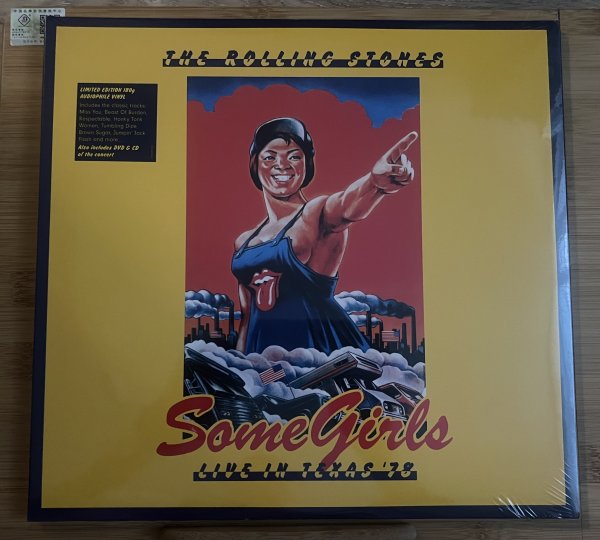 THE ROLLING STONES
LIMITED EDITION 180g
AUDIOPHILE VINYL
Includes the classic tracks:
Miss You, Beast Of Burden,
Respectable, Honky Tonk
Women, Tumbling Dice
Brown Sugar, Jumpin' Jack
Flash and more
Also includes DVD & CD
of the concert
Some Girls
LIVE IN TEXAS '78